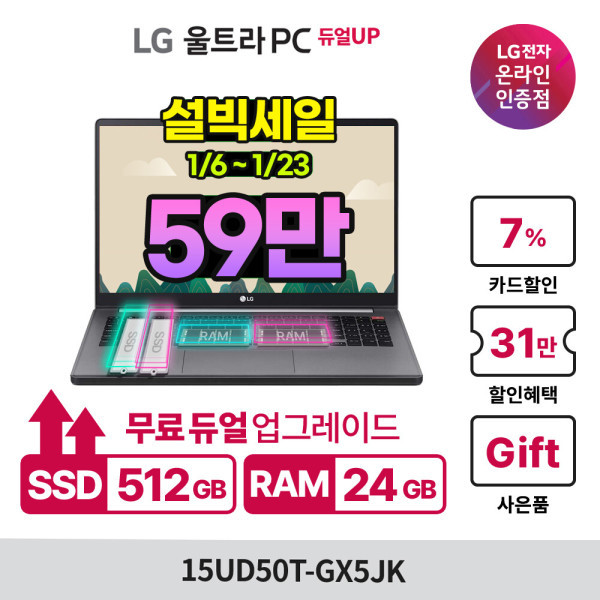 LG 울트라 PC 듀얼UP
LG전자
온라인
인증점
설빅세일
1/6 ~ 1/23
59만
LG
SSD
SSD
RAM
RAM
7%
카드할인
31만
할인혜택
Gift
사은품
무료 듀얼 업그레이드
SSD 512GB
RAM 24GB
15UD50T-GX5JK